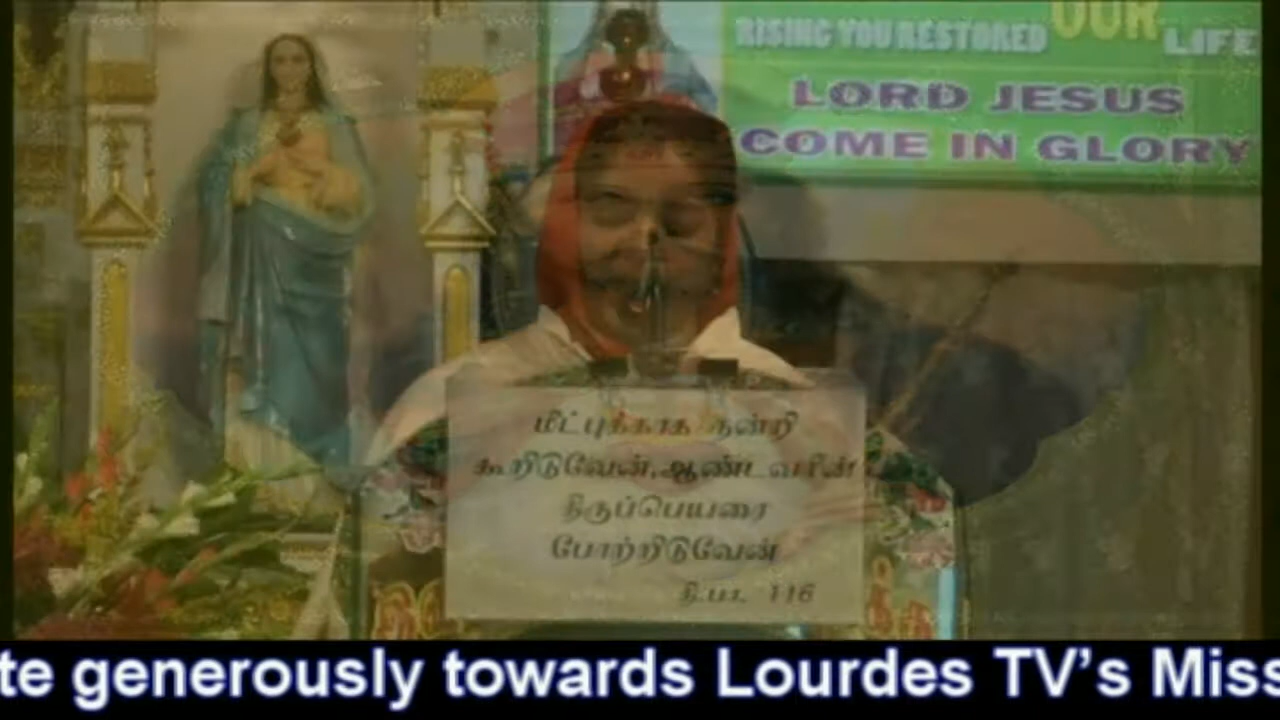 RISING YOU RESTORED OUR LIFE
LORD JESUS
COME IN GLORY
மீட்புக்காக நன்றி
கூறிடுவேன்.ஆண்டவரின்
திருப்பெயரை
போற்றிடுவேன்
தி.பா. 116
te generously towards Lourdes TV’s Miss